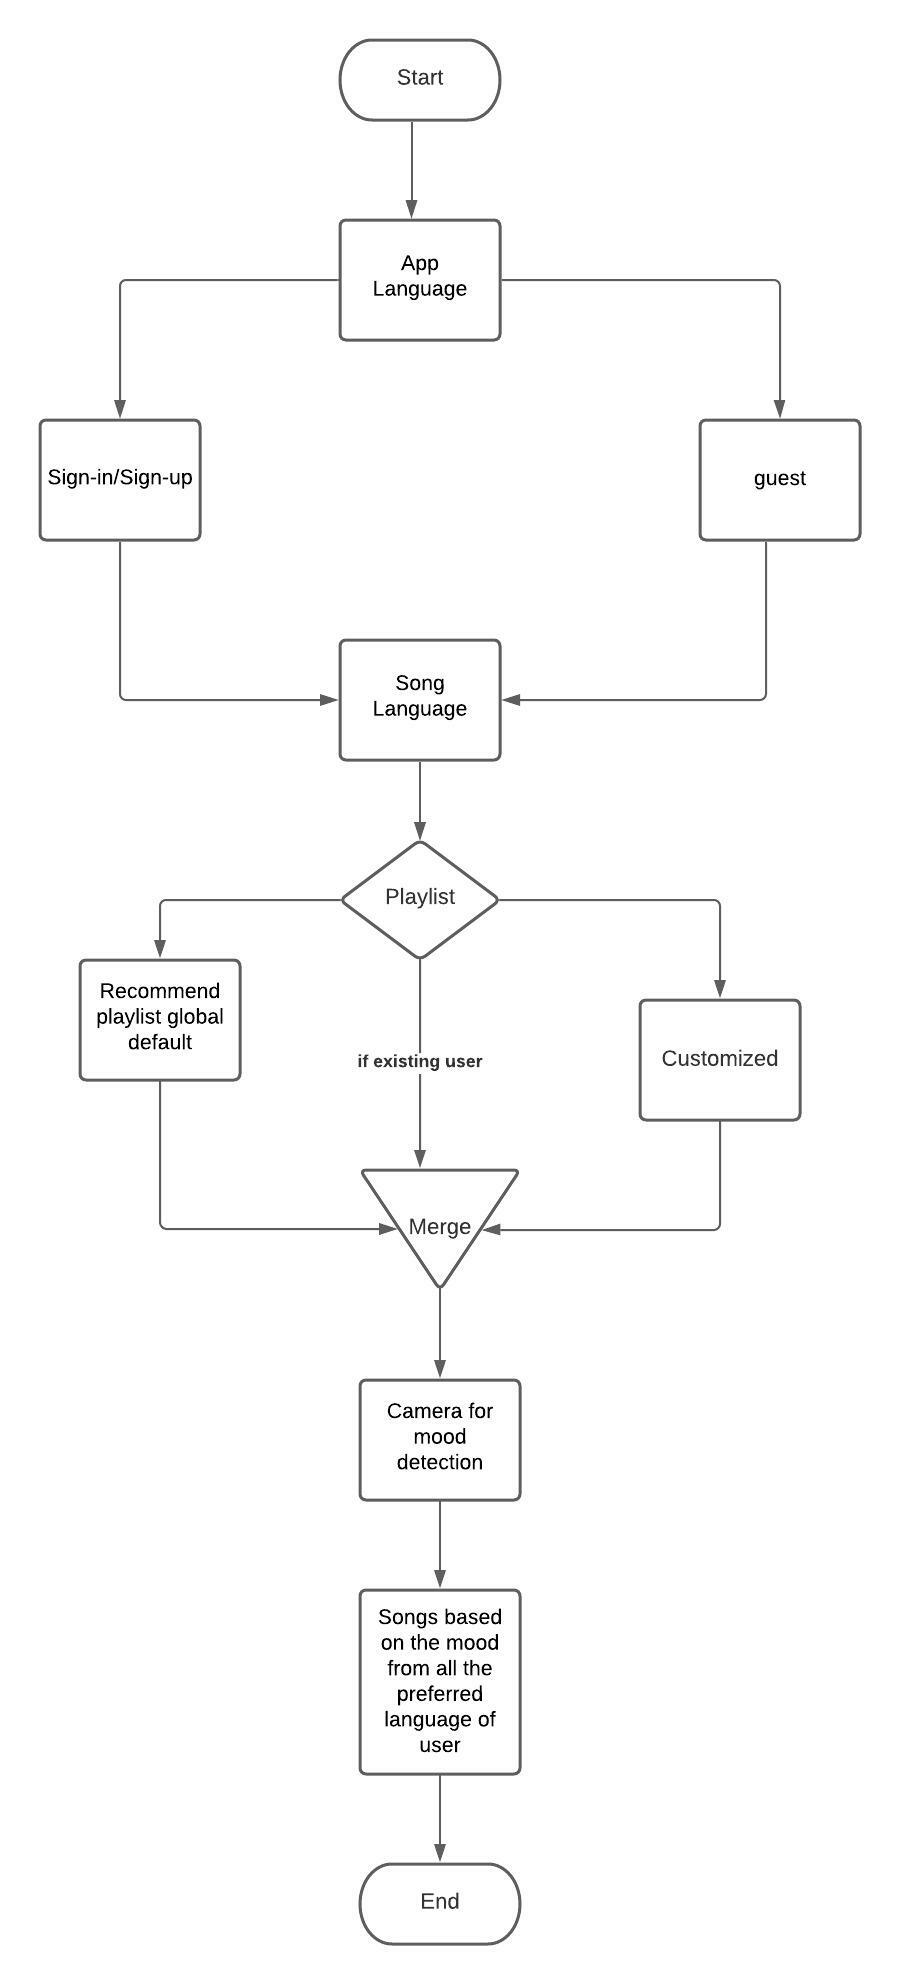 Start
App
Language
Sign-in/Sign-up
guest
Song
Language
Playlist
Recommend
playlist global
default
if existing user
Customized
Merge
Camera for
mood
detection
Songs based
on the mood
from all the
preferred
language of
user
End